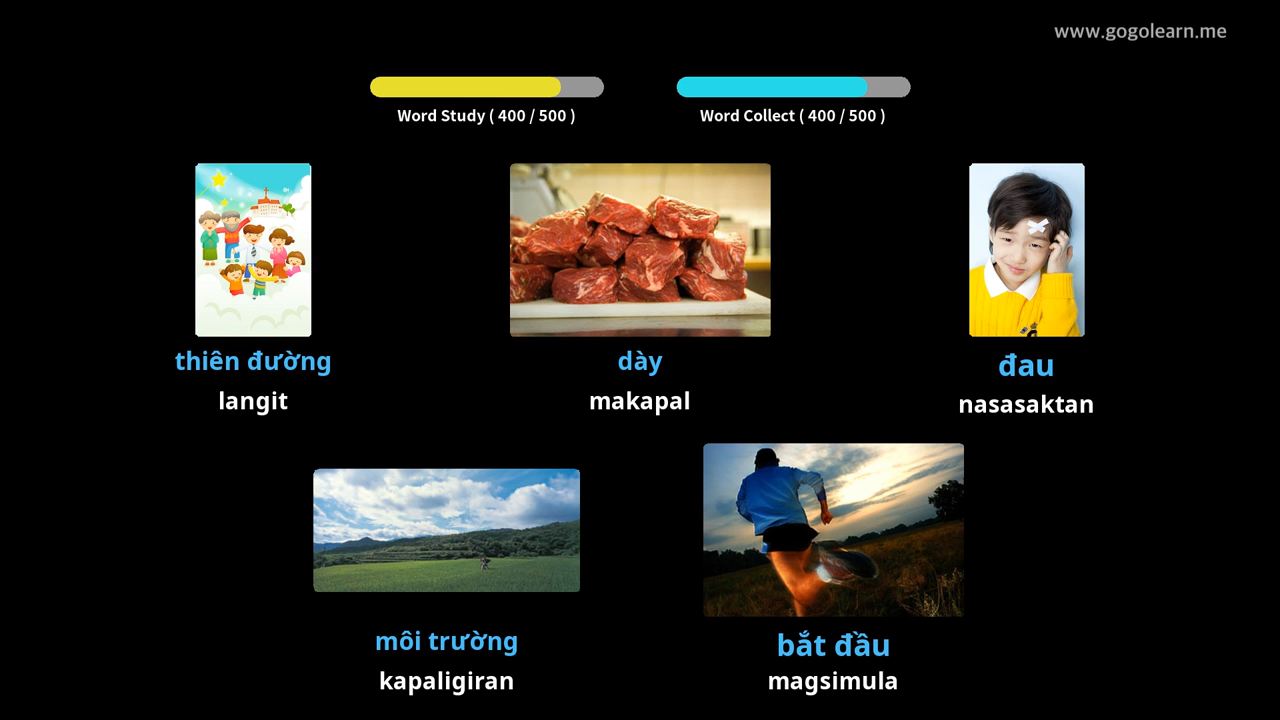 www.gogolearn.me
Word Study ( 400 / 500 )
Word Collect ( 400 / 500 )
thiên đường
langit
dày
makapal
đau
nasasaktan
môi trường
kapaligiran
bắt đầu
magsimula